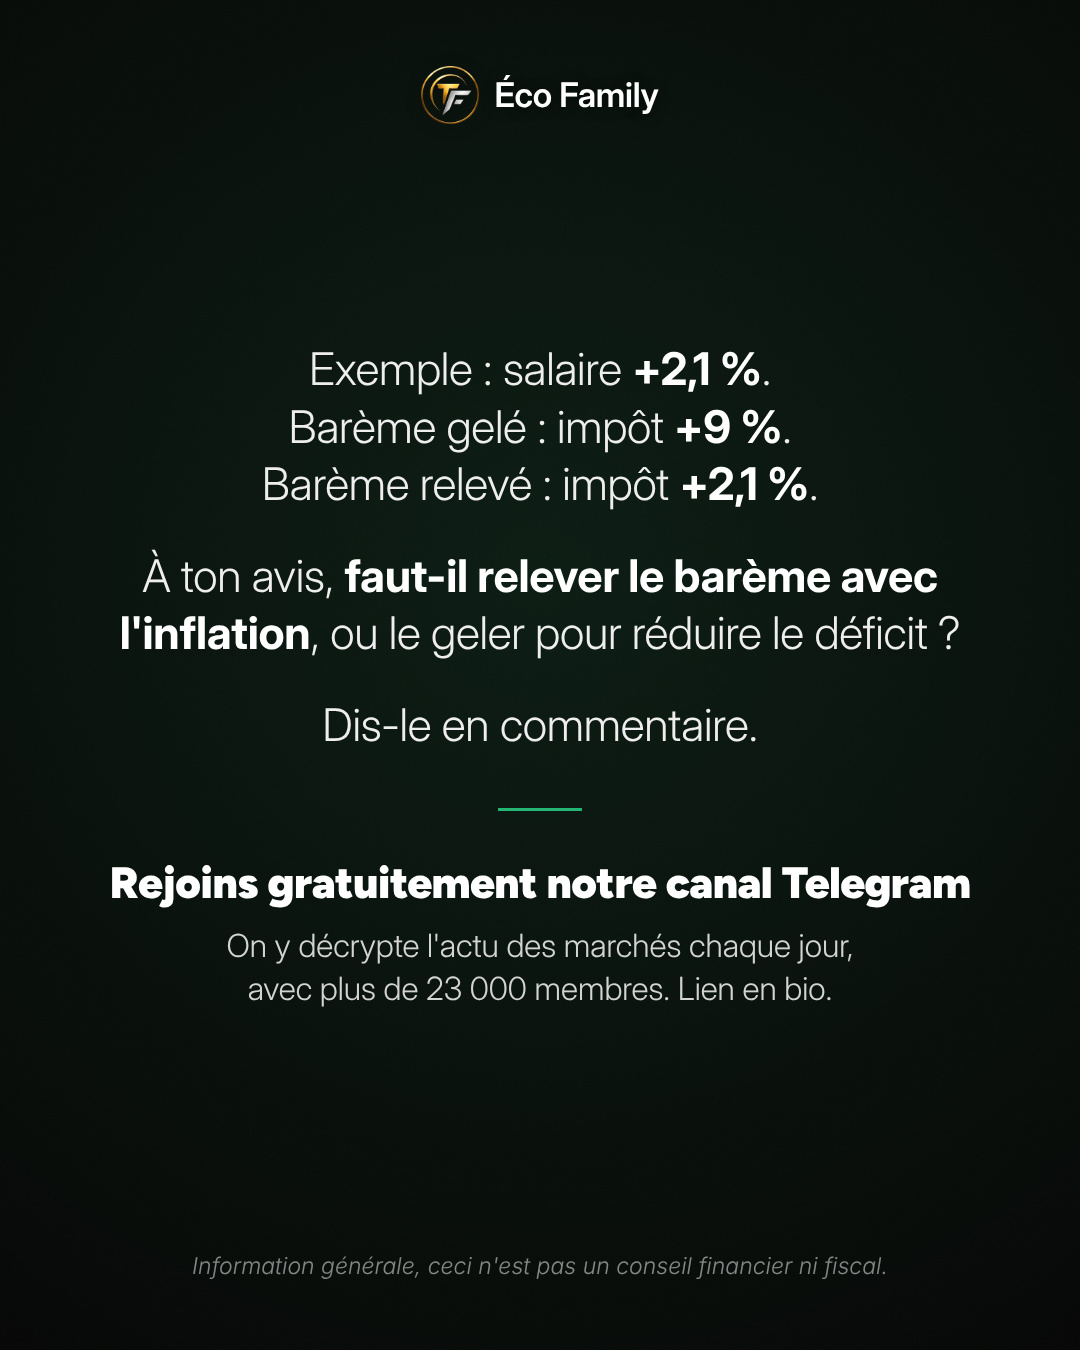 TF Éco Family
Exemple : salaire +2,1 %.
Barème gelé : impôt +9 %.
Barème relevé : impôt +2,1 %.
À ton avis, faut-il relever le barème avec
l'inflation, ou le geler pour réduire le déficit ?
Dis-le en commentaire.
Rejoins gratuitement notre canal Telegram
On y décrypte l'actu des marchés chaque jour,
avec plus de 23 000 membres. Lien en bio.
Information générale, ceci n'est pas un conseil financier ni fiscal.